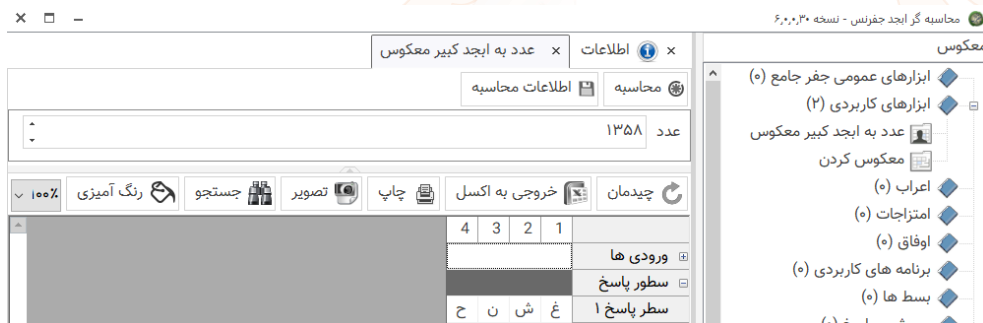 محاسبه گر ابجد جفرنس - نسخه ۶,۰,۰,۳۰
معکوس
ابزارهای عمومی جفر جامع (۰)
ابزارهای کاربردی (۲)
عدد به ابجد کبیر معکوس
معکوس کردن
اعراب (۰)
امتزاجات (۰)
اوفاق (۰)
برنامه های کاربردی (۰)
بسط ها (۰)
اطلاعات
عدد به ابجد کبیر معکوس
محاسبه
اطلاعات محاسبه
عدد ۱۳۵۸
چیدمان
خروجی به اکسل
چاپ
تصویر
جستجو
رنگ آمیزی
۱۰۰٪
1 2 3 4
ورودی ها
سطور پاسخ
سطر پاسخ ۱ غ ش ن ح